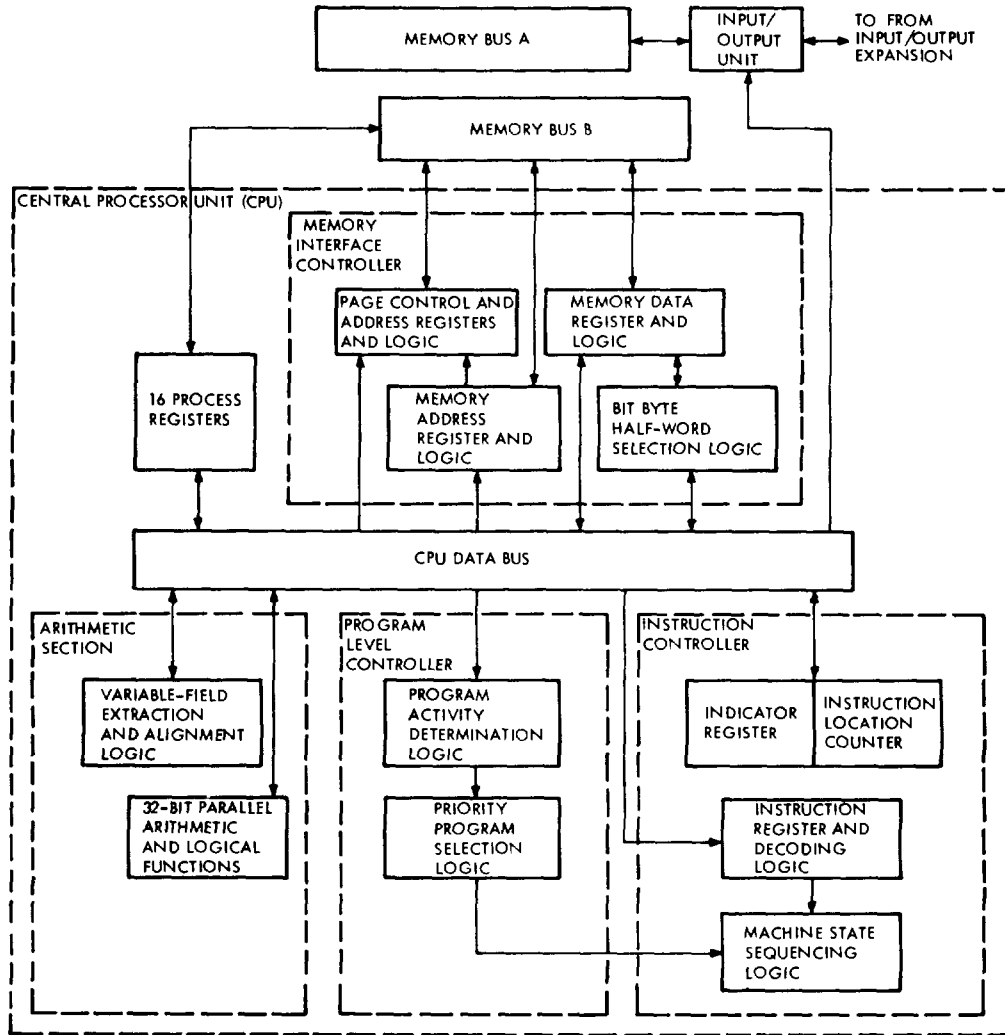 MEMORY BUS A
INPUT/
OUTPUT
UNIT
TO FROM
INPUT/OUTPUT
EXPANSION
MEMORY BUS B
CENTRAL PROCESSOR UNIT (CPU)
MEMORY
INTERFACE
CONTROLLER
PAGE CONTROL AND
ADDRESS REGISTERS
AND LOGIC
MEMORY DATA
REGISTER AND
LOGIC
16 PROCESS
REGISTERS
MEMORY
ADDRESS
REGISTER AND
LOGIC
BIT BYTE
HALF-WORD
SELECTION LOGIC
CPU DATA BUS
ARITHMETIC
SECTION
VARIABLE-FIELD
EXTRACTION
AND ALIGNMENT
LOGIC
32-BIT PARALLEL
ARITHMETIC
AND LOGICAL
FUNCTIONS
PROGRAM
LEVEL
CONTROLLER
PROGRAM
ACTIVITY
DETERMINATION
LOGIC
PRIORITY
PROGRAM
SELECTION
LOGIC
INSTRUCTION
CONTROLLER
INDICATOR
REGISTER
INSTRUCTION
LOCATION
COUNTER
INSTRUCTION
REGISTER AND
DECODING
LOGIC
MACHINE STATE
SEQUENCING
LOGIC